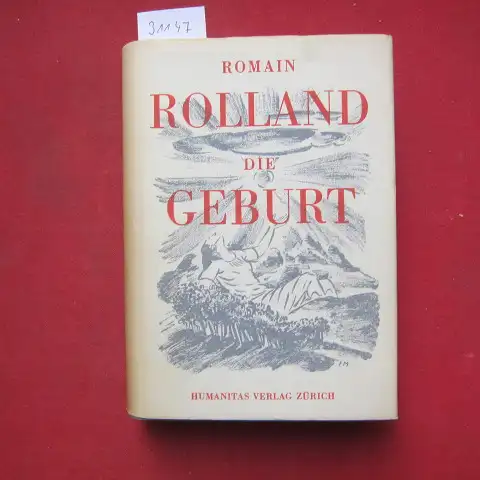 31147
ROMAIN
ROLLAND
DIE
GEBURT
HUMANITAS VERLAG ZÜRICH